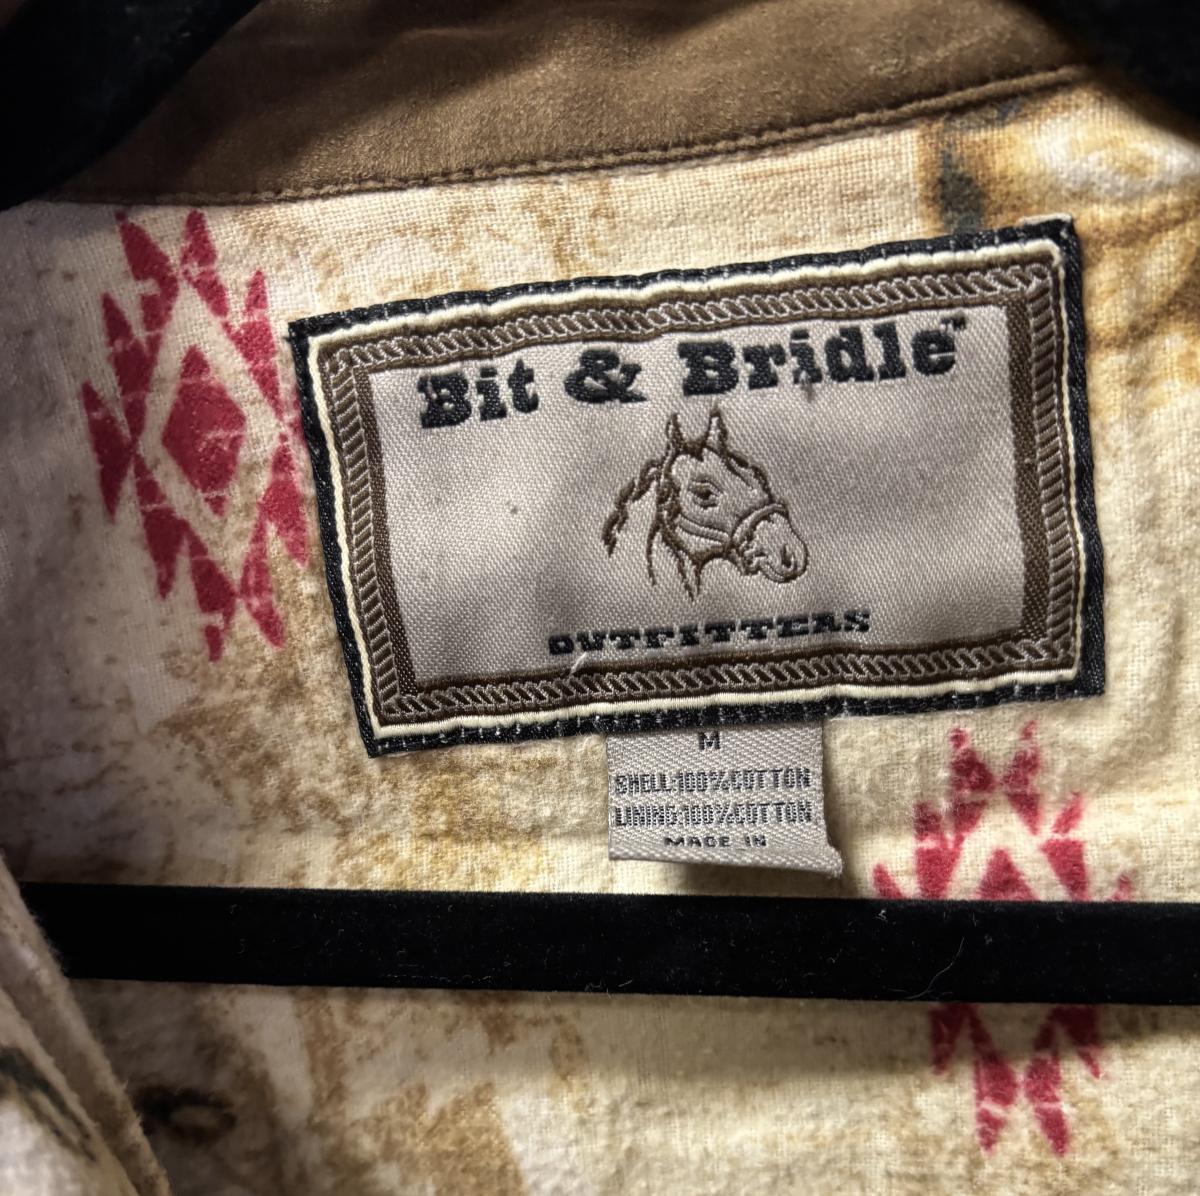 Bit & Bridle™
OUTFITTERS
M
SHELL:100%COTTON
LINING:100%COTTON
MADE IN